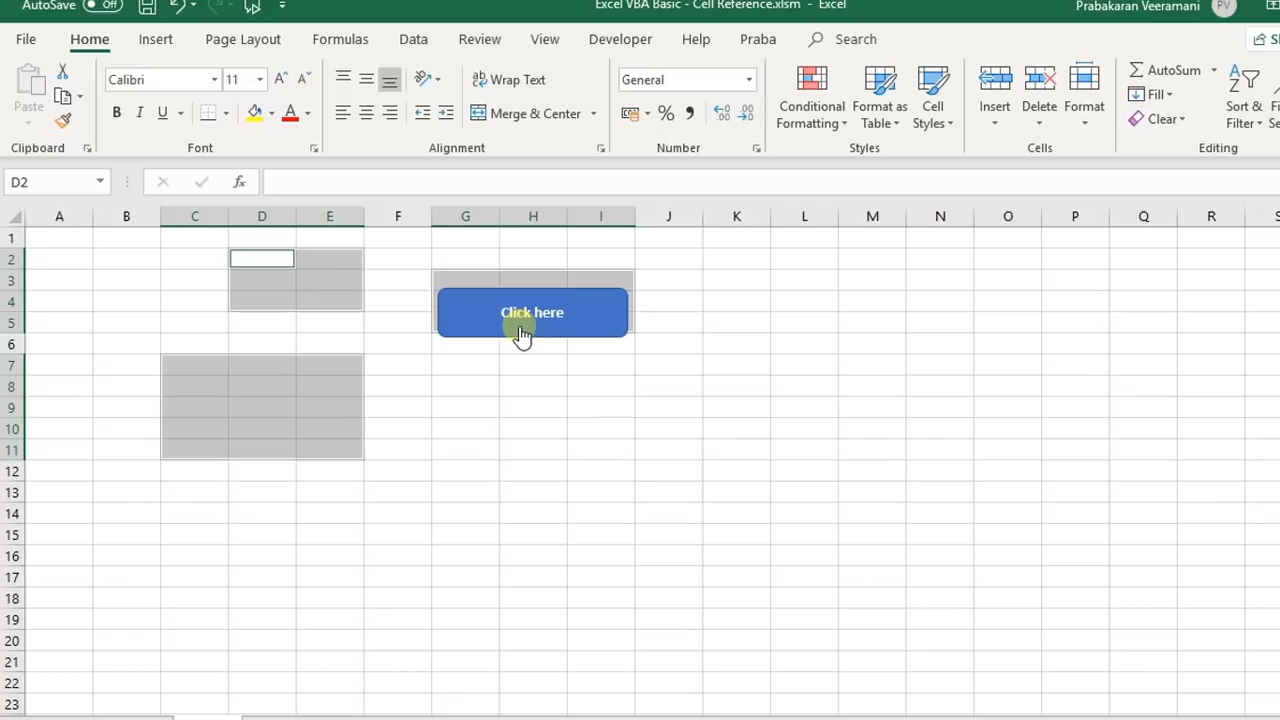 AutoSave Off Excel VBA Basic - Cell Reference.xlsm - Excel Prabakaran Veeramani PV
File Home Insert Page Layout Formulas Data Review View Developer Help Praba Search
Calibri 11 Wrap Text General AutoSum
Paste Conditional Formatting Format as Table Cell Styles Insert Delete Format Fill Sort & Filter
B I U Merge & Center % Clear
Clipboard Font Alignment Number Styles Cells Editing
D2 fx
A B C D E F G H I J K L M N O P Q R S
1
2
3
4
Click here
5
6
7
8
9
10
11
12
13
14
15
16
17
18
19
20
21
22
23